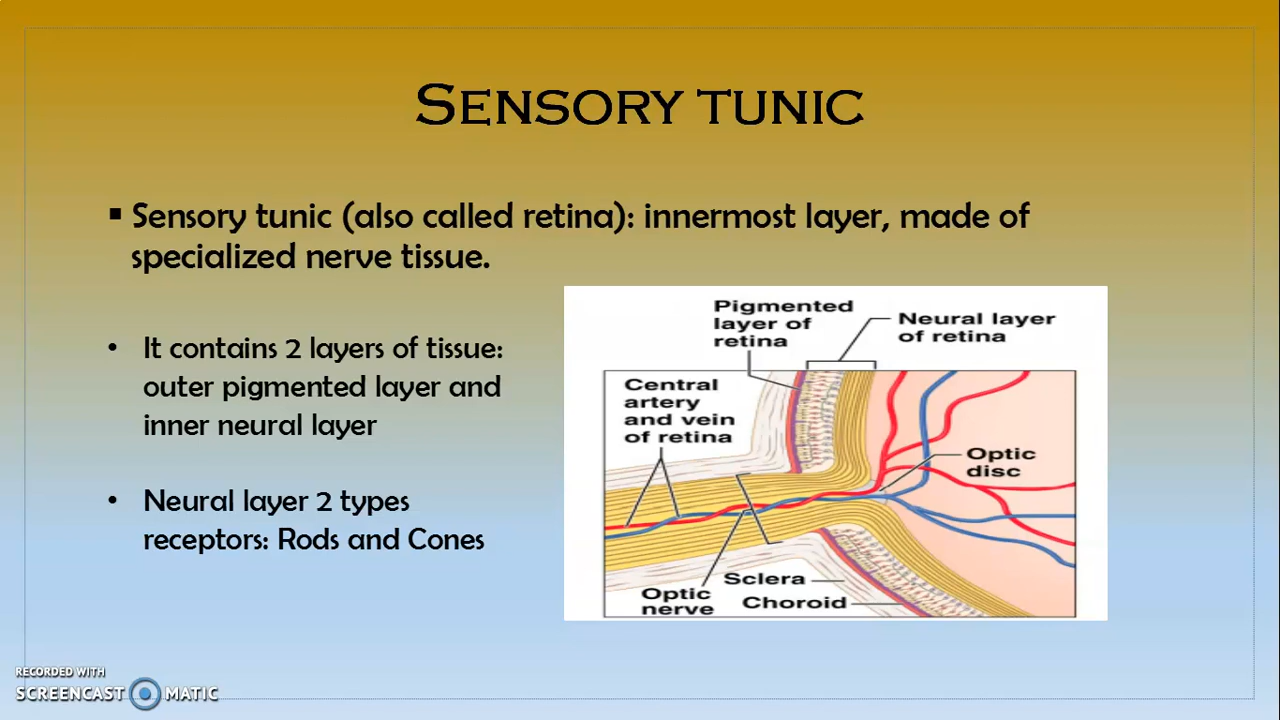 SENSORY TUNIC
▪ Sensory tunic (also called retina): innermost layer, made of
specialized nerve tissue.
• It contains 2 layers of tissue:
outer pigmented layer and
inner neural layer
• Neural layer 2 types
receptors: Rods and Cones
Pigmented
layer of
retina
Neural layer
of retina
Central
artery
and vein
of retina
Optic
disc
Sclera
Choroid
Optic
nerve
RECORDED WITH
SCREENCAST MATIC